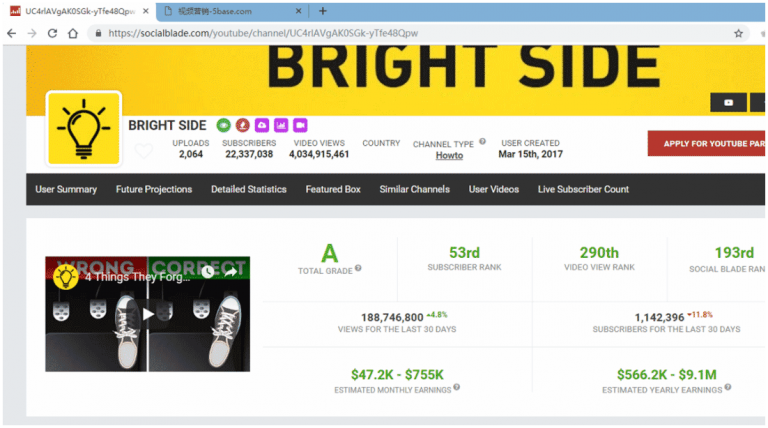 UC4rlAVgAK0SGk-yTfe48Qpw
视频营销-5base.com
https://socialblade.com/youtube/channel/UC4rlAVgAK0SGk-yTfe48Qpw
BRIGHT SIDE
BRIGHT SIDE
UPLOADS
2,064
SUBSCRIBERS
22,337,038
VIDEO VIEWS
4,034,915,461
COUNTRY
CHANNEL TYPE
Howto
USER CREATED
Mar 15th, 2017
APPLY FOR YOUTUBE PAR
User Summary Future Projections Detailed Statistics Featured Box Similar Channels User Videos Live Subscriber Count
WRONG CORRECT
4 Things They Forg...
A
TOTAL GRADE
53rd
SUBSCRIBER RANK
290th
VIDEO VIEW RANK
193rd
SOCIAL BLADE RAN
188,746,800 +4.8%
VIEWS FOR THE LAST 30 DAYS
1,142,396 -11.8%
SUBSCRIBERS FOR THE LAST 30 DAYS
$47.2K - $755K
ESTIMATED MONTHLY EARNINGS
$566.2K - $9.1M
ESTIMATED YEARLY EARNINGS